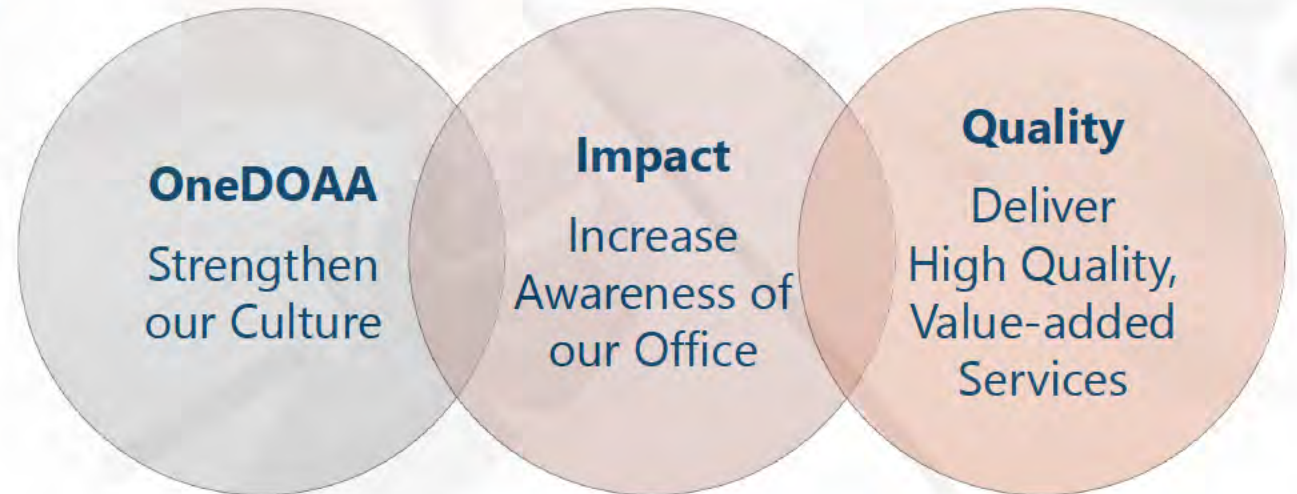 OneDOAA
Strengthen
our Culture
Impact
Increase
Awareness of
our Office
Quality
Deliver
High Quality,
Value-added
Services